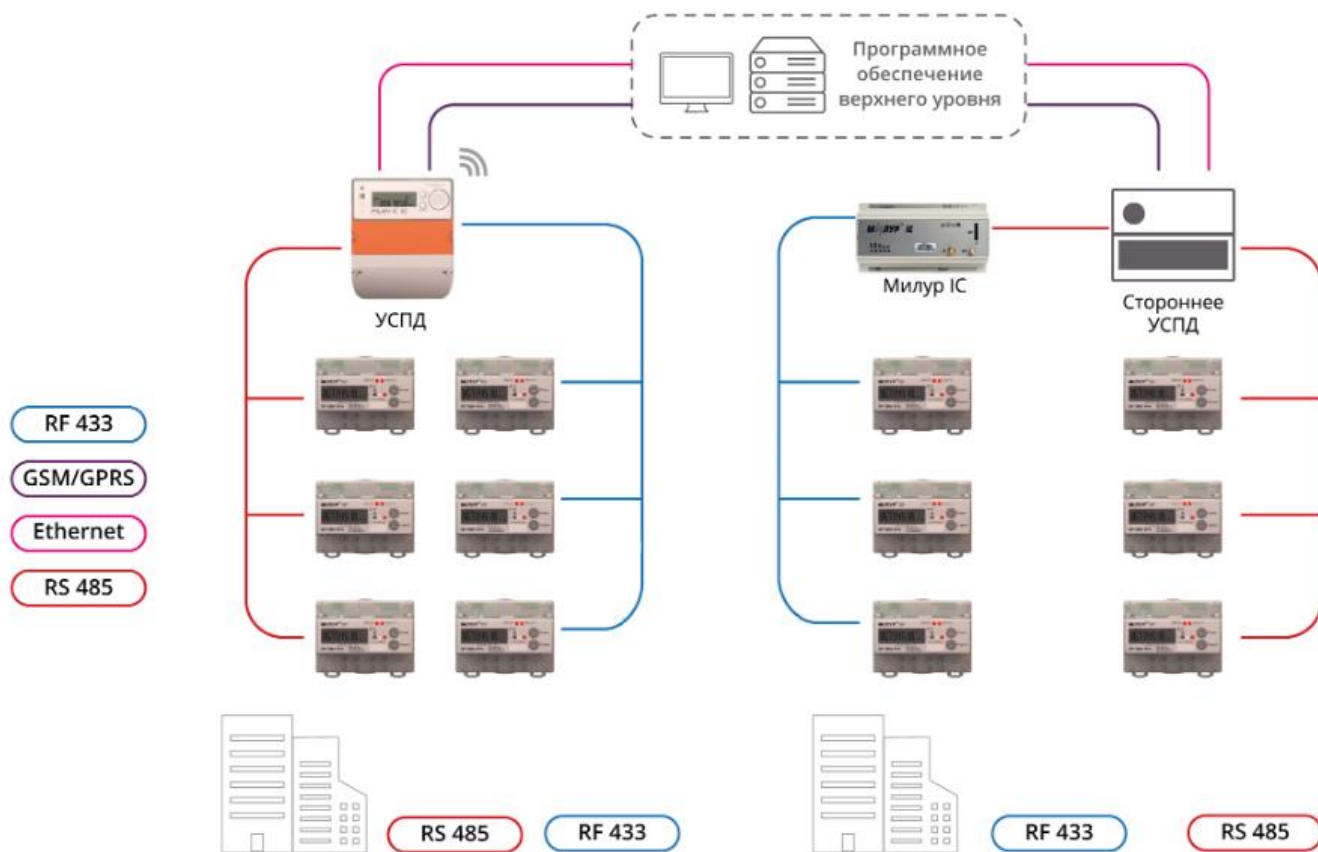 Программное
обеспечение
верхнего уровня
УСПД
Милур IC
Стороннее
УСПД
RF 433
GSM/GPRS
Ethernet
RS 485
RS 485
RF 433
RF 433
RS 485